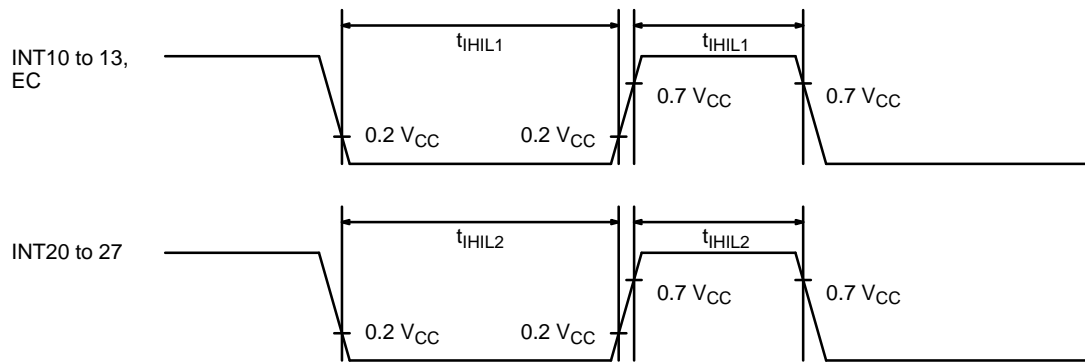 tIHIL1 tIHIL1
INT10 to 13,
EC
0.7 VCC 0.7 VCC
0.2 VCC 0.2 VCC
tIHIL2 tIHIL2
INT20 to 27
0.7 VCC 0.7 VCC
0.2 VCC 0.2 VCC